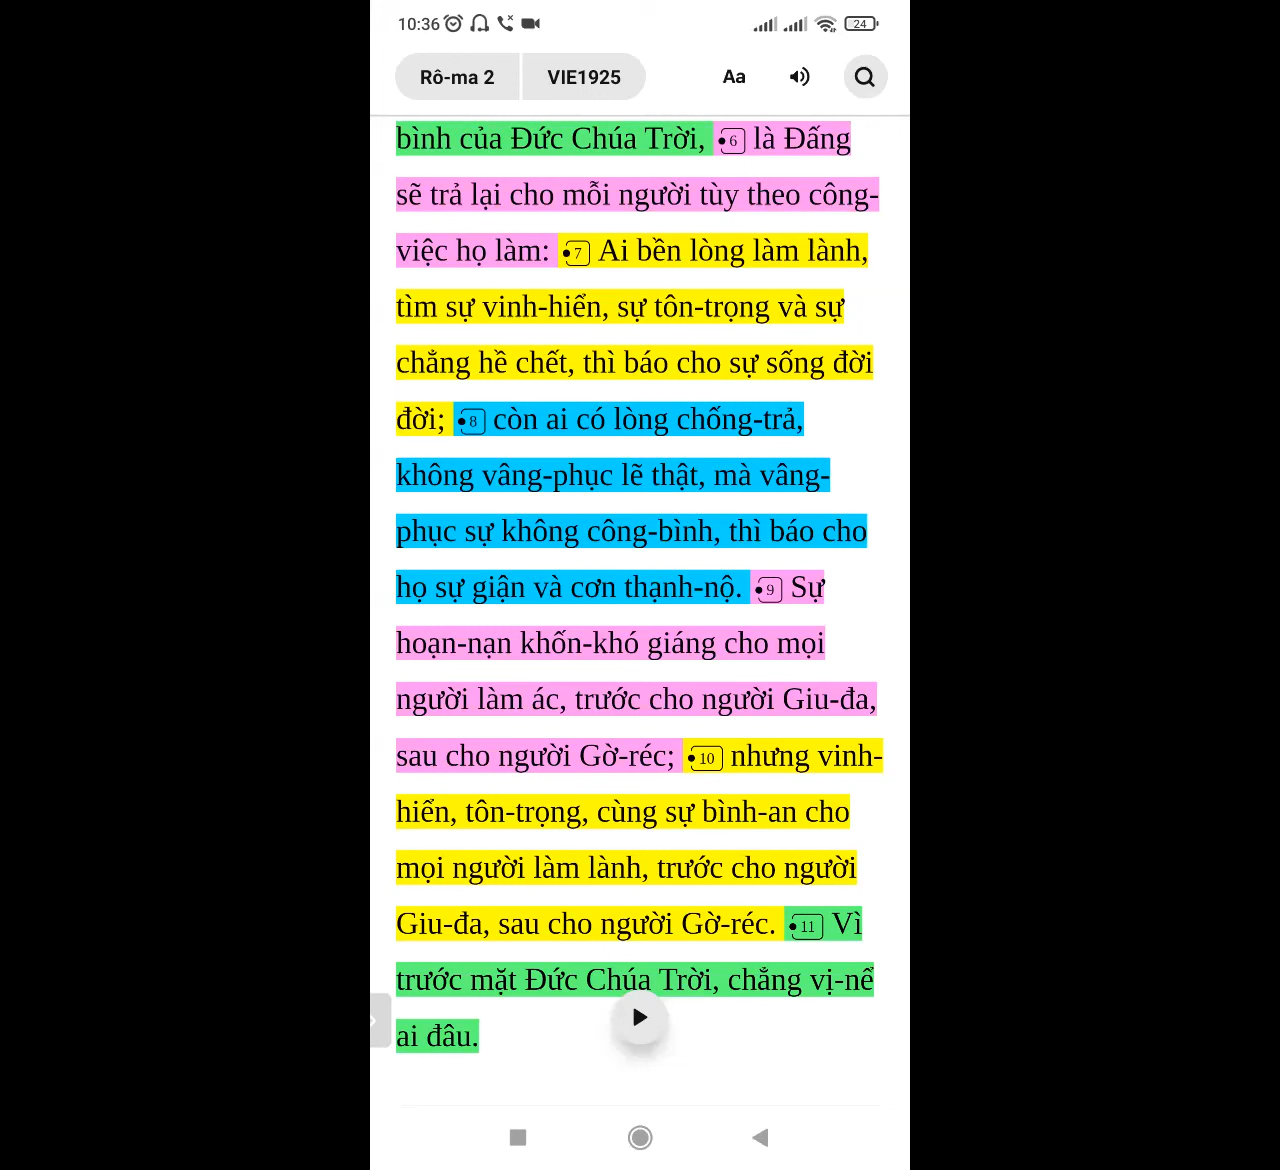 10:36
24
Rô-ma 2 VIE1925 Aa
bình của Đức Chúa Trời, 6 là Đấng
sẽ trả lại cho mỗi người tùy theo công-
việc họ làm: 7 Ai bền lòng làm lành,
tìm sự vinh-hiển, sự tôn-trọng và sự
chẳng hề chết, thì báo cho sự sống đời
đời; 8 còn ai có lòng chống-trả,
không vâng-phục lẽ thật, mà vâng-
phục sự không công-bình, thì báo cho
họ sự giận và cơn thạnh-nộ. 9 Sự
hoạn-nạn khốn-khó giáng cho mọi
người làm ác, trước cho người Giu-đa,
sau cho người Gờ-réc; 10 nhưng vinh-
hiển, tôn-trọng, cùng sự bình-an cho
mọi người làm lành, trước cho người
Giu-đa, sau cho người Gờ-réc. 11 Vì
trước mặt Đức Chúa Trời, chẳng vị-nể
ai đâu.